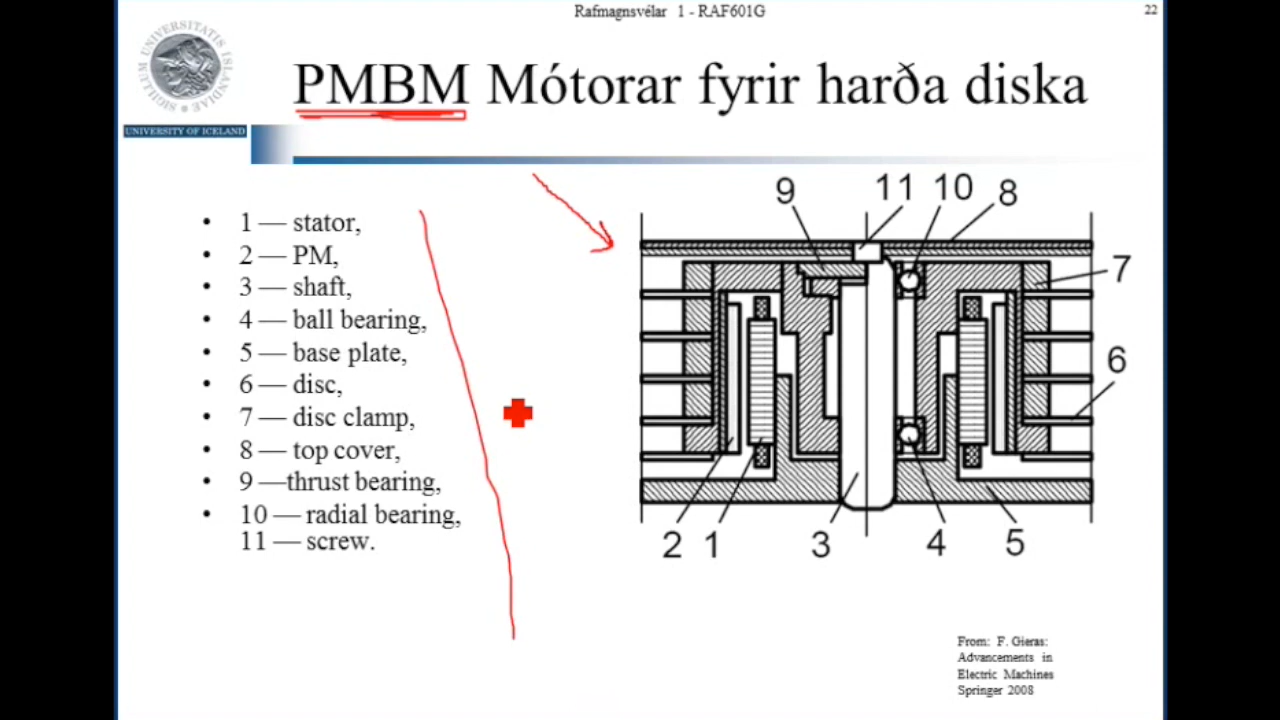 Rafmagnsvélar 1 - RAF601G
22
SIGILLUM UNIVERSITATIS ISLANDIAE
UNIVERSITY OF ICELAND
PMBM Mótorar fyrir harða diska
• 1 — stator,
• 2 — PM,
• 3 — shaft,
• 4 — ball bearing,
• 5 — base plate,
• 6 — disc,
• 7 — disc clamp,
• 8 — top cover,
• 9 —thrust bearing,
• 10 — radial bearing,
11 — screw.
9 11 10 8
7
6
2 1 3 4 5
From: F. Gieras:
Advancements in
Electric Machines
Springer 2008